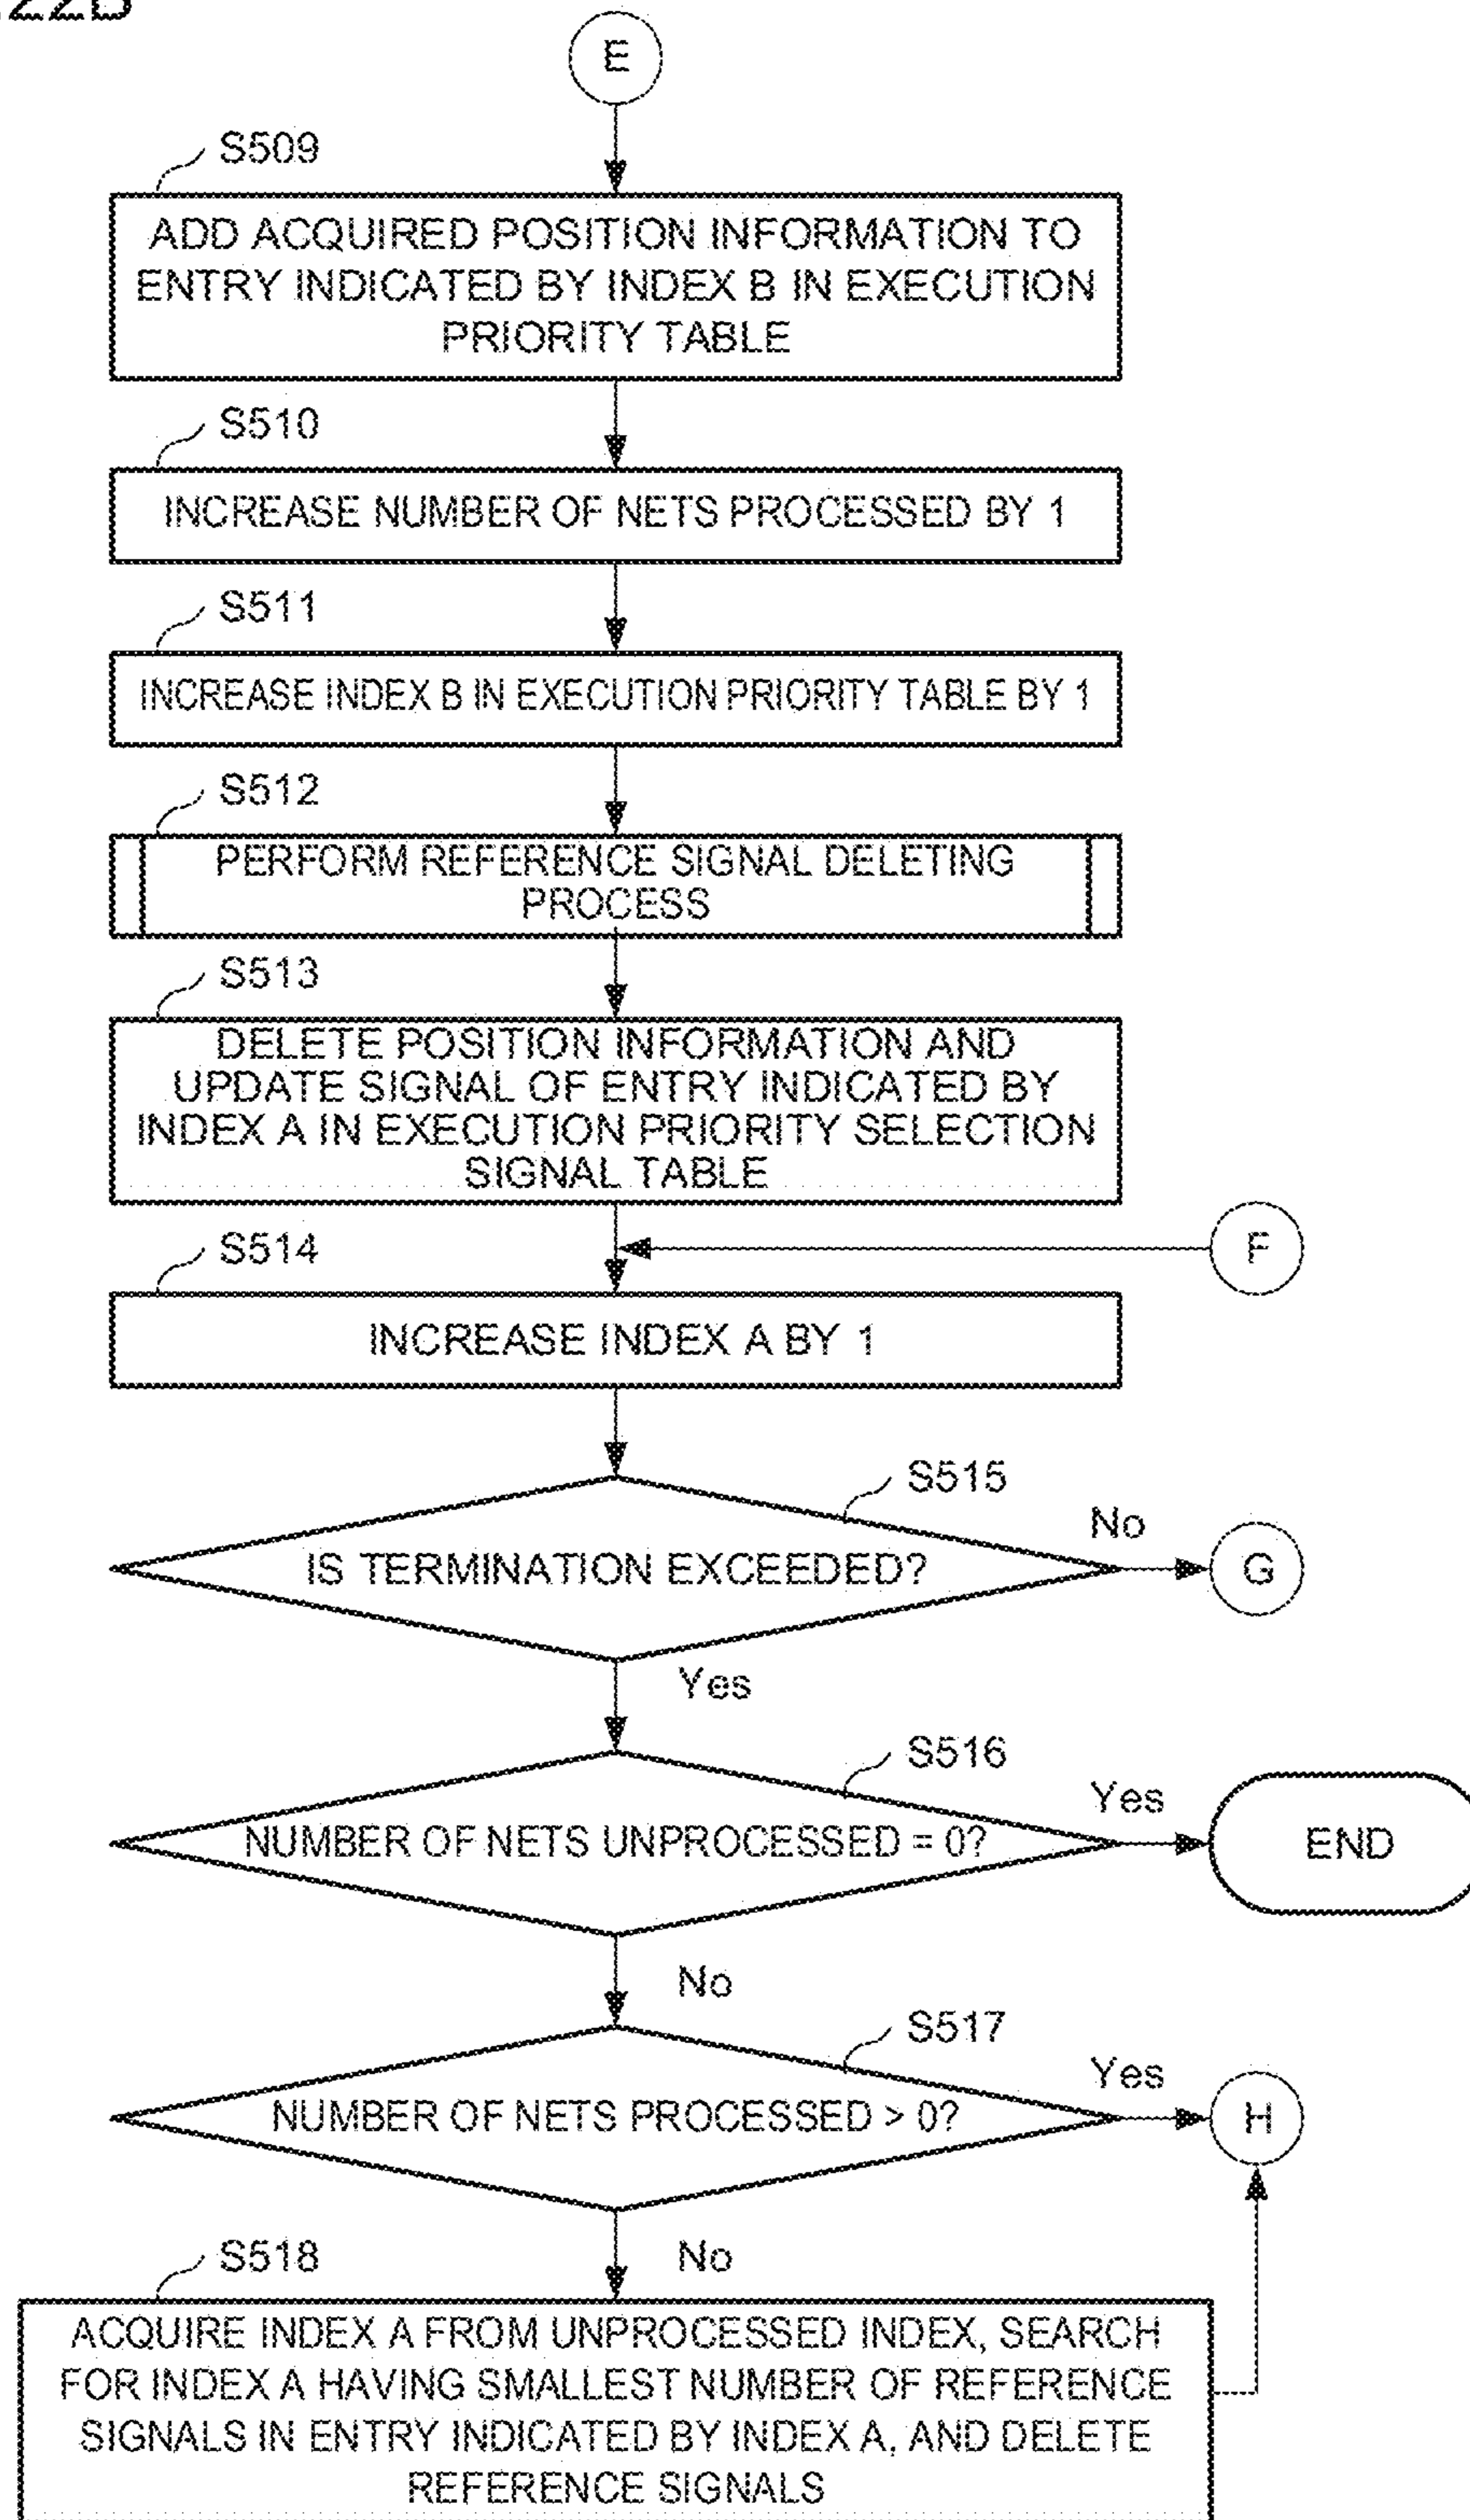 E
S509
ADD ACQUIRED POSITION INFORMATION TO
ENTRY INDICATED BY INDEX B IN EXECUTION
PRIORITY TABLE
S510
INCREASE NUMBER OF NETS PROCESSED BY 1
S511
INCREASE INDEX B IN EXECUTION PRIORITY TABLE BY 1
S512
PERFORM REFERENCE SIGNAL DELETING
PROCESS
S513
DELETE POSITION INFORMATION AND
UPDATE SIGNAL OF ENTRY INDICATED BY
INDEX A IN EXECUTION PRIORITY SELECTION
SIGNAL TABLE
F
S514
INCREASE INDEX A BY 1
S515
No
IS TERMINATION EXCEEDED?
G
Yes
S516
Yes
NUMBER OF NETS UNPROCESSED = 0?
END
No
S517
Yes
NUMBER OF NETS PROCESSED > 0?
H
S518
No
ACQUIRE INDEX A FROM UNPROCESSED INDEX, SEARCH
FOR INDEX A HAVING SMALLEST NUMBER OF REFERENCE
SIGNALS IN ENTRY INDICATED BY INDEX A, AND DELETE
REFERENCE SIGNALS